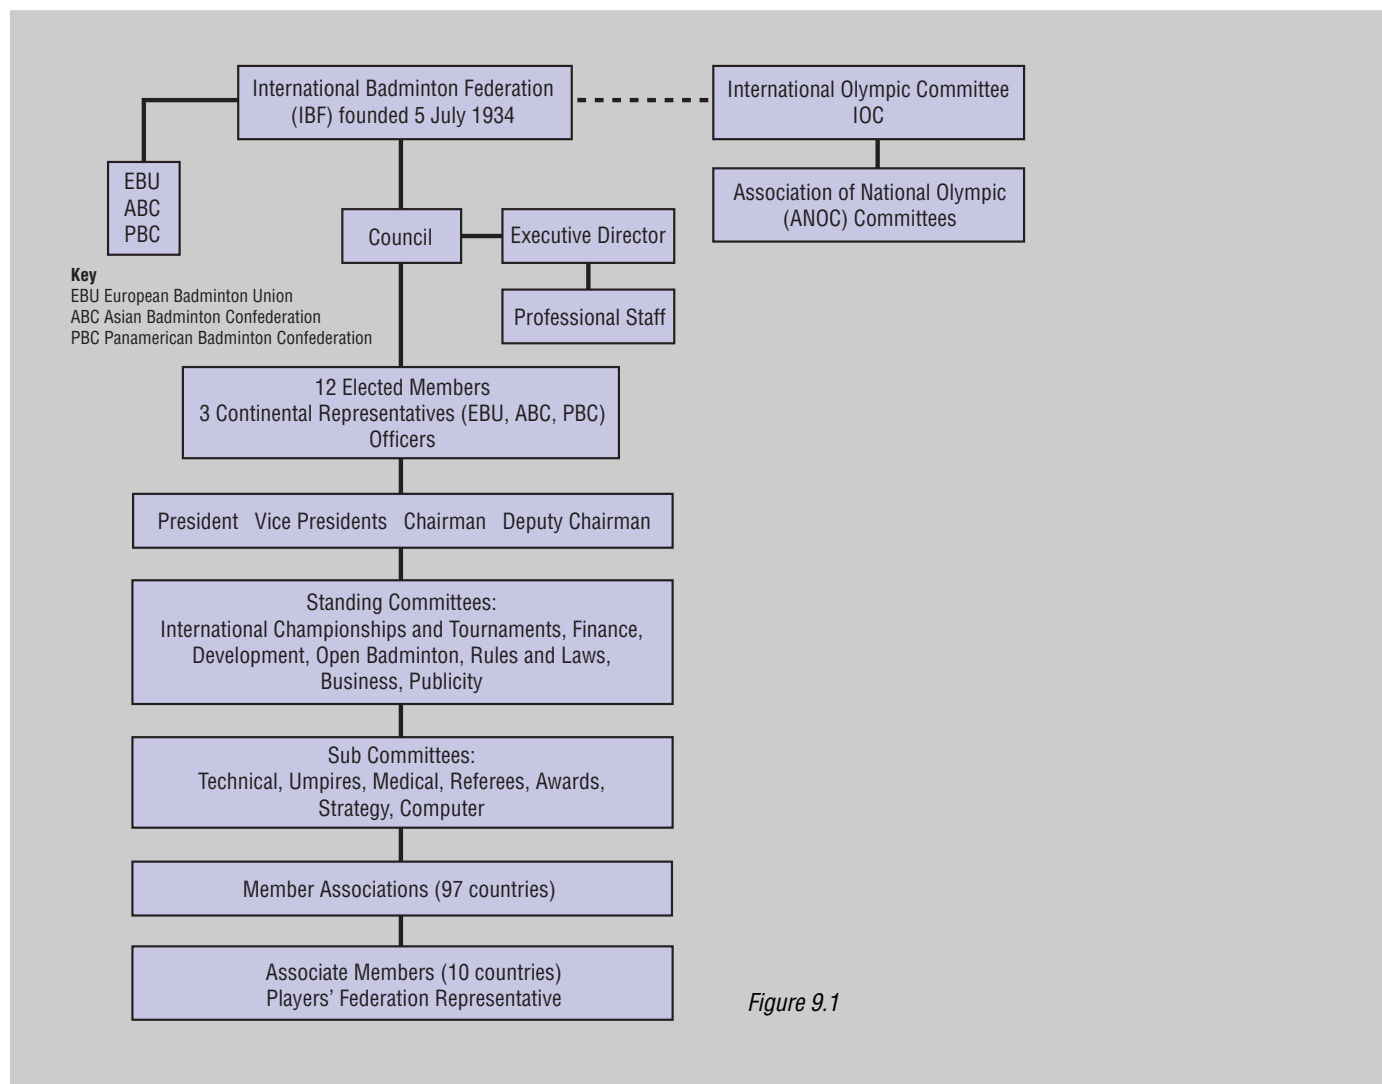 International Badminton Federation
(IBF) founded 5 July 1934
International Olympic Committee
IOC
EBU
ABC
PBC
Association of National Olympic
(ANOC) Committees
Council
Executive Director
Key
EBU European Badminton Union
ABC Asian Badminton Confederation
PBC Panamerican Badminton Confederation
Professional Staff
12 Elected Members
3 Continental Representatives (EBU, ABC, PBC)
Officers
President Vice Presidents Chairman Deputy Chairman
Standing Committees:
International Championships and Tournaments, Finance,
Development, Open Badminton, Rules and Laws,
Business, Publicity
Sub Committees:
Technical, Umpires, Medical, Referees, Awards,
Strategy, Computer
Member Associations (97 countries)
Associate Members (10 countries)
Players’ Federation Representative
Figure 9.1